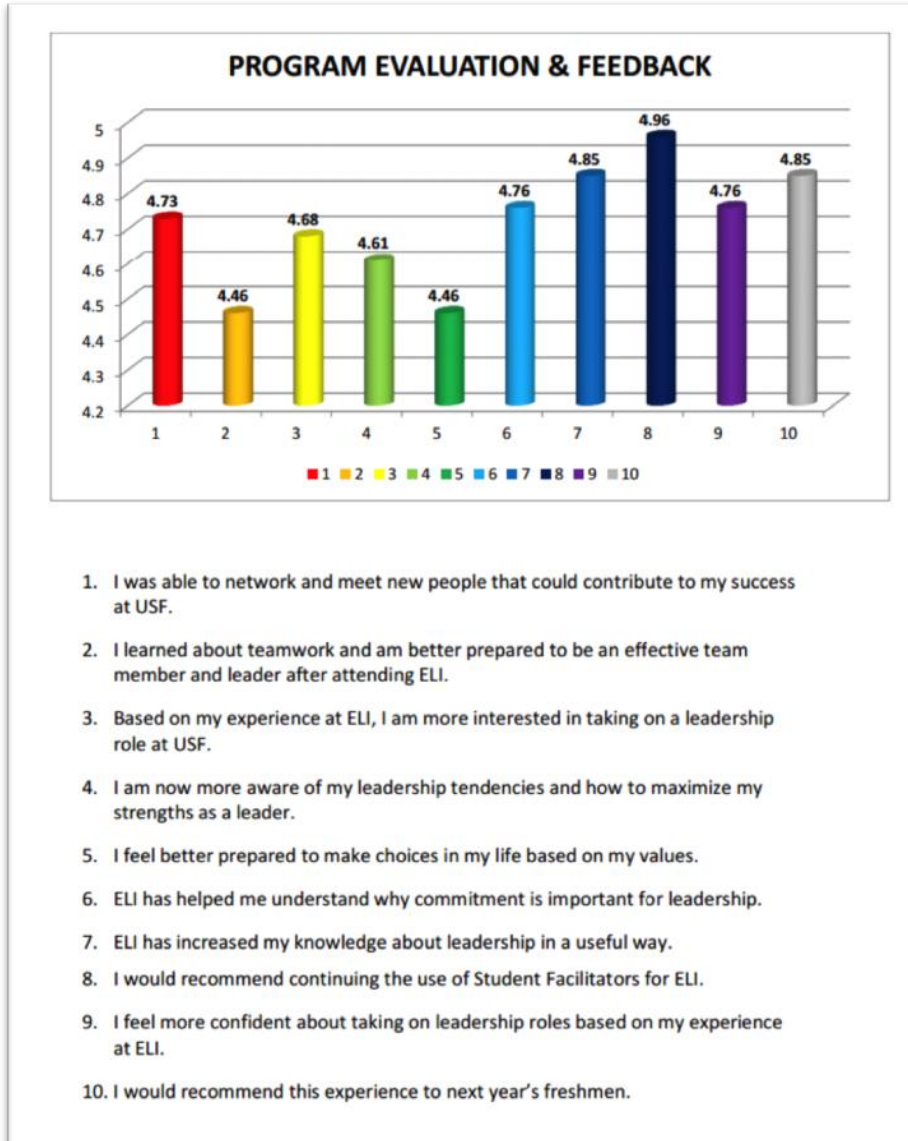 PROGRAM EVALUATION & FEEDBACK
5
4.9
4.8
4.7
4.6
4.5
4.4
4.3
4.2
4.73
4.46
4.68
4.61
4.46
4.76
4.85
4.96
4.76
4.85
1 2 3 4 5 6 7 8 9 10
1 2 3 4 5 6 7 8 9 10
1. I was able to network and meet new people that could contribute to my success
at USF.
2. I learned about teamwork and am better prepared to be an effective team
member and leader after attending ELI.
3. Based on my experience at ELI, I am more interested in taking on a leadership
role at USF.
4. I am now more aware of my leadership tendencies and how to maximize my
strengths as a leader.
5. I feel better prepared to make choices in my life based on my values.
6. ELI has helped me understand why commitment is important for leadership.
7. ELI has increased my knowledge about leadership in a useful way.
8. I would recommend continuing the use of Student Facilitators for ELI.
9. I feel more confident about taking on leadership roles based on my experience
at ELI.
10. I would recommend this experience to next year's freshmen.